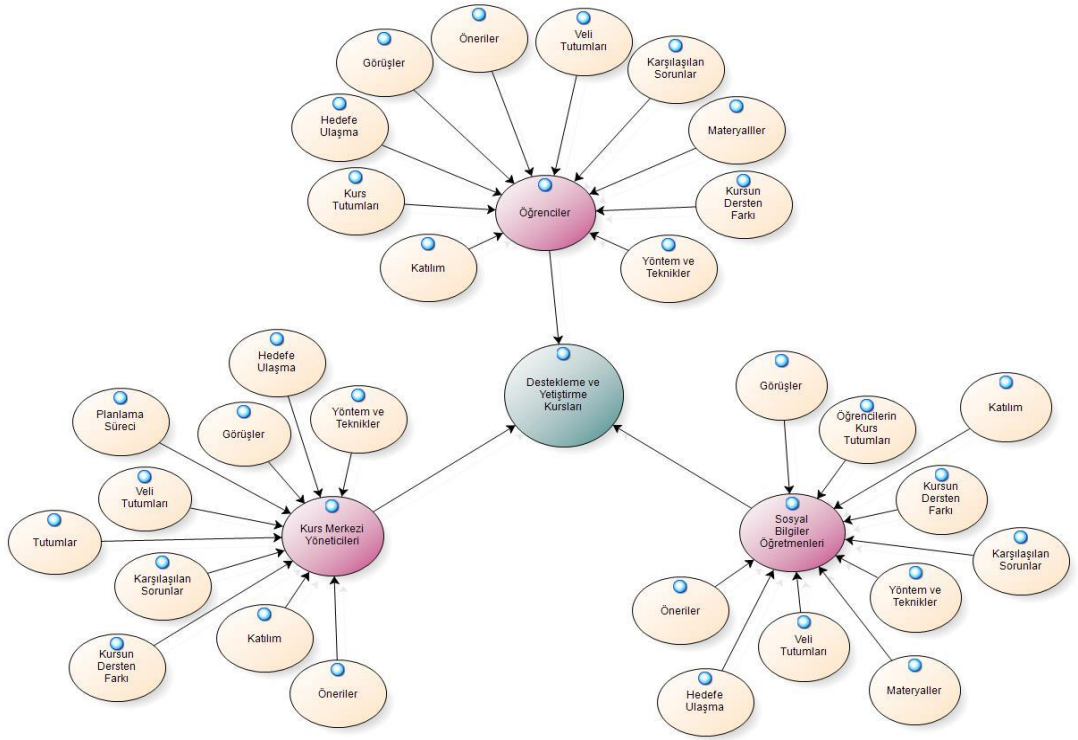 Öneriler
Veli
Tutumları
Görüşler
Karşılaşılan
Sorunlar
Hedefe
Ulaşma
Materyalller
Kurs
Tutumları
Kursun
Dersten
Farkı
Öğrenciler
Katılım
Yöntem ve
Teknikler
Destekleme ve
Yetiştirme
Kursları
Hedefe
Ulaşma
Planlama
Süreci
Görüşler
Yöntem ve
Teknikler
Veli
Tutumları
Tutumlar
Kurs Merkezi
Yöneticileri
Karşılaşılan
Sorunlar
Katılım
Kursun
Dersten
Farkı
Öneriler
Görüşler
Öğrencilerin
Kurs
Tutumları
Katılım
Kursun
Dersten
Farkı
Sosyal
Bilgiler
Öğretmenleri
Karşılaşılan
Sorunlar
Yöntem ve
Teknikler
Öneriler
Veli
Tutumları
Hedefe
Ulaşma
Materyaller